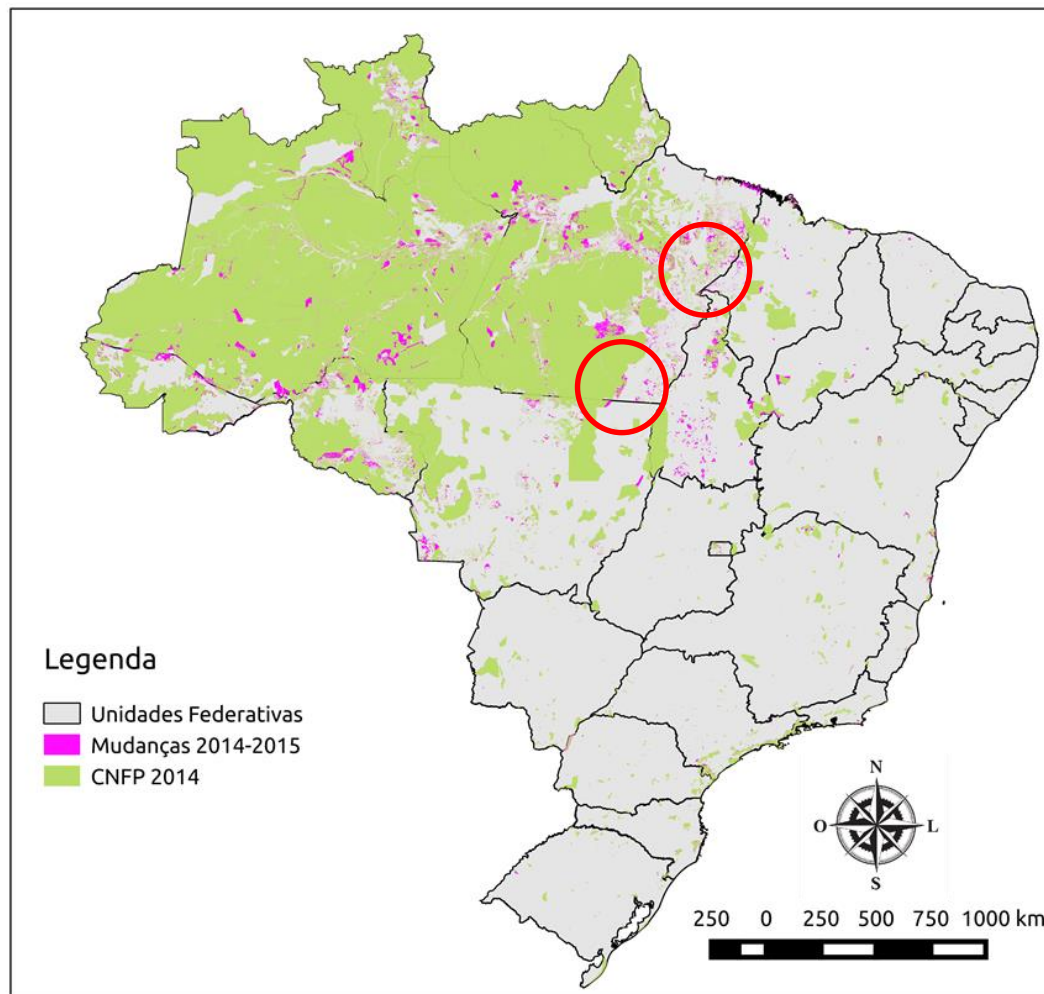 Legenda
Unidades Federativas
Mudanças 2014-2015
CNFP 2014
N
O L
S
250 0 250 500 750 1000 km